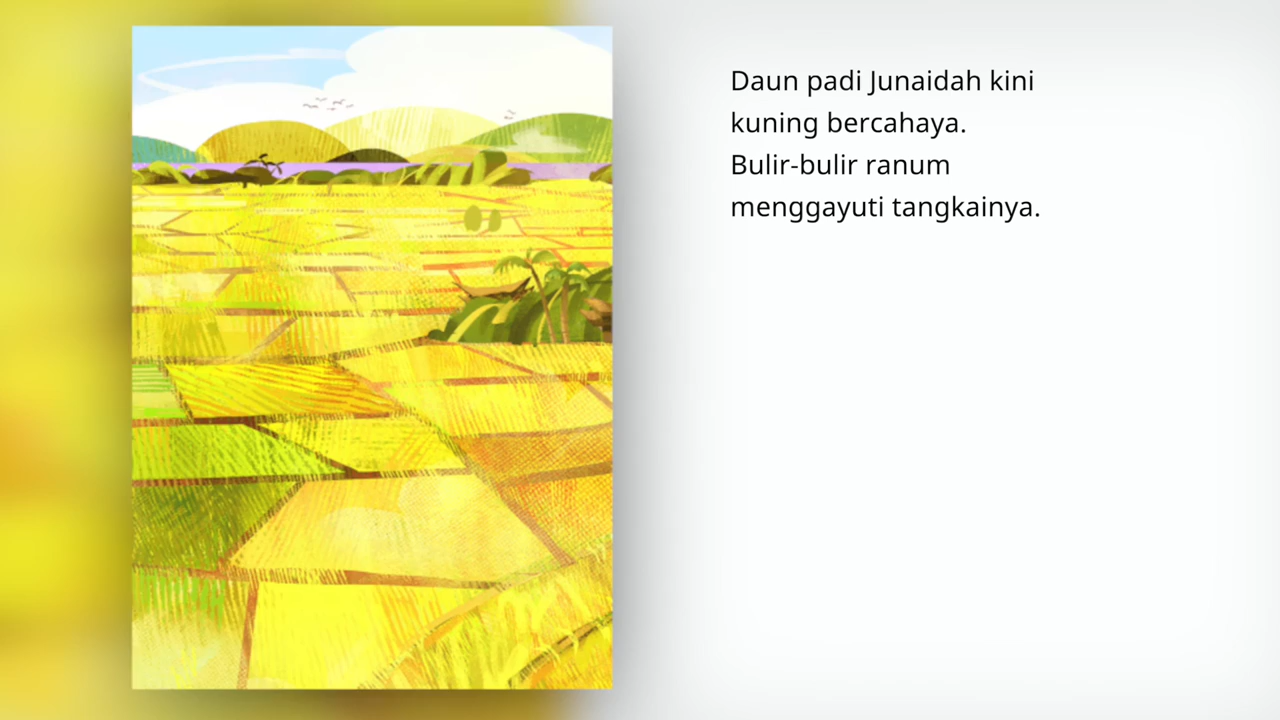 Daun padi Junaidah kini
kuning bercahaya.
Bulir-bulir ranum
menggayuti tangkainya.